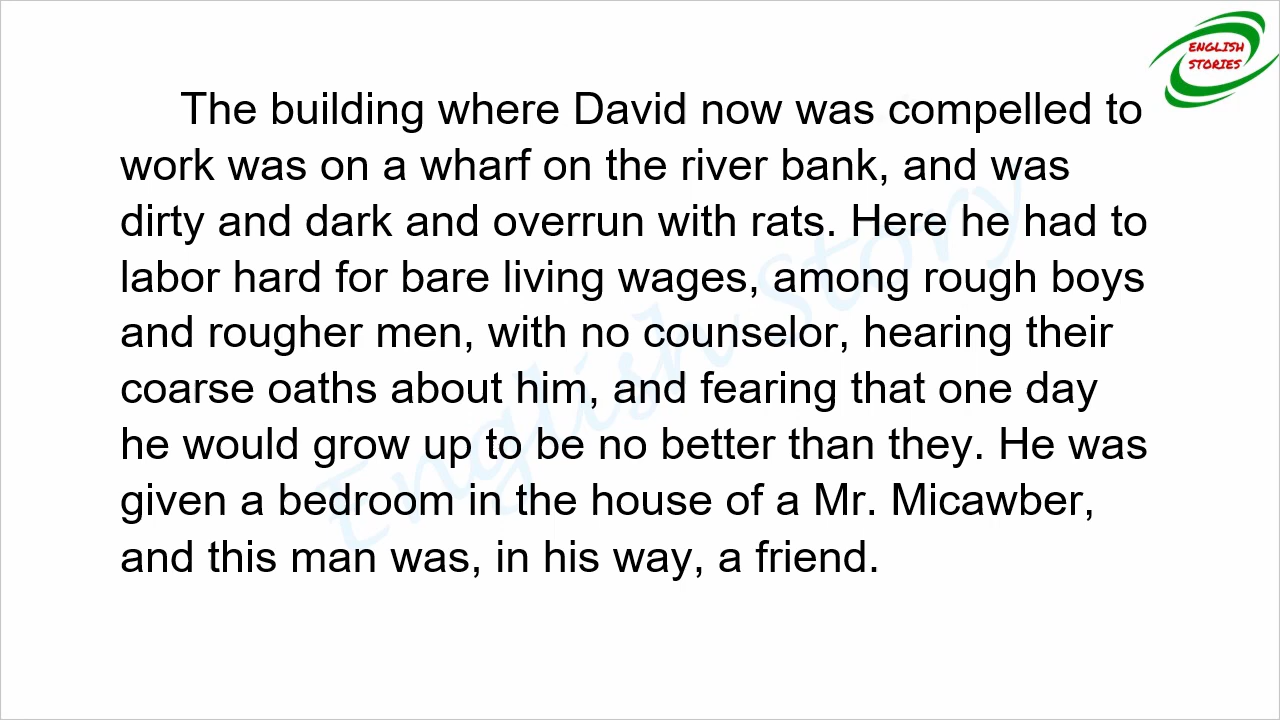 ENGLISH
STORIES
The building where David now was compelled to
work was on a wharf on the river bank, and was
dirty and dark and overrun with rats. Here he had to
labor hard for bare living wages, among rough boys
and rougher men, with no counselor, hearing their
coarse oaths about him, and fearing that one day
he would grow up to be no better than they. He was
given a bedroom in the house of a Mr. Micawber,
and this man was, in his way, a friend.
English Story